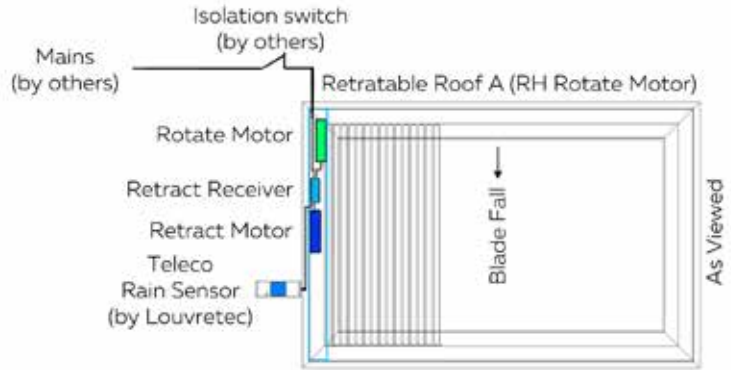 Isolation switch
(by others)
Mains
(by others)
Retratable Roof A (RH Rotate Motor)
Rotate Motor
Retract Receiver
Retract Motor
Teleco
Rain Sensor
(by Louvretec)
Blade Fall
As Viewed